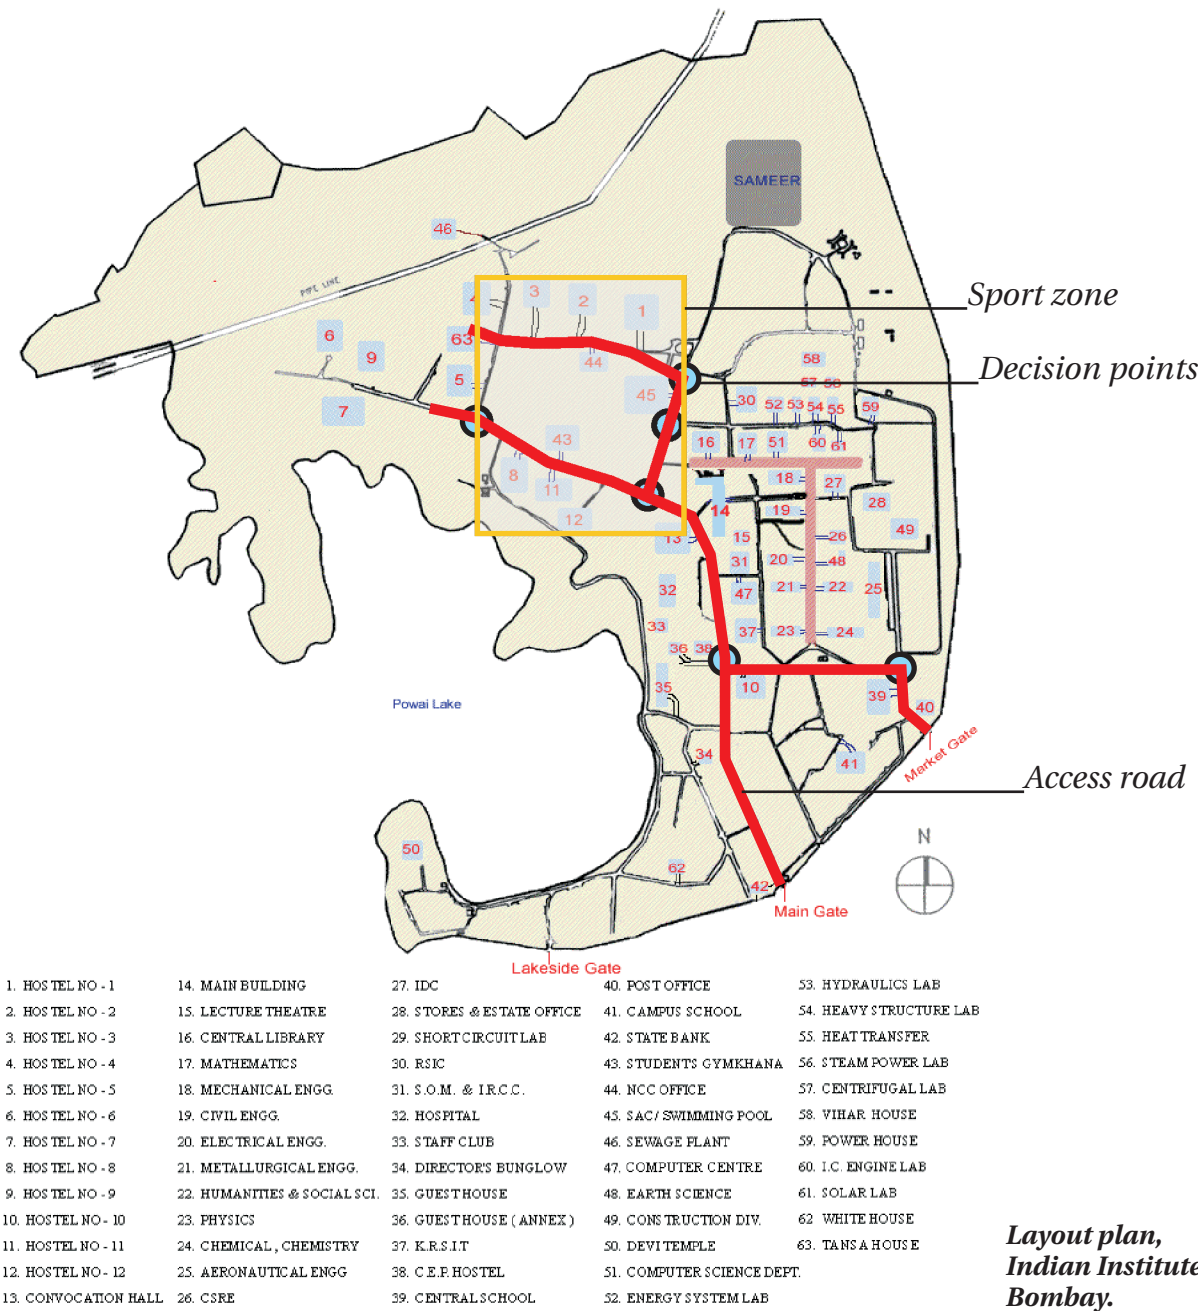 SAMEER
46
PIPE LINE
Sport zone
4
3
2
1
6
63
9
44
58
Decision points
5
45
57
56
7
30
52
53
54
55
59
43
16
17
51
60
61
8
11
18
27
28
12
14
19
49
13
15
26
31
20
48
32
47
21
22
25
33
37
23
24
36
38
35
10
39
40
Powai Lake
34
41
Market Gate
Access road
50
62
42
N
Main Gate
Lakeside Gate
1. HOSTEL NO - 1
2. HOSTEL NO - 2
3. HOSTEL NO - 3
4. HOSTEL NO - 4
5. HOSTEL NO - 5
6. HOSTEL NO - 6
7. HOSTEL NO - 7
8. HOSTEL NO - 8
9. HOSTEL NO - 9
10. HOSTEL NO - 10
11. HOSTEL NO - 11
12. HOSTEL NO - 12
13. CONVOCATION HALL
14. MAIN BUILDING
15. LECTURE THEATRE
16. CENTRAL LIBRARY
17. MATHEMATICS
18. MECHANICAL ENGG.
19. CIVIL ENGG.
20. ELECTRICAL ENGG.
21. METALLURGICAL ENGG.
22. HUMANITIES & SOCIAL SCI.
23. PHYSICS
24. CHEMICAL, CHEMISTRY
25. AERONAUTICAL ENGG
26. CSRE
27. IDC
28. STORES & ESTATE OFFICE
29. SHORT CIRCUIT LAB
30. RSIC
31. S.O.M. & I.R.C.C.
32. HOSPITAL
33. STAFF CLUB
34. DIRECTOR'S BUNGLOW
35. GUEST HOUSE
36. GUEST HOUSE ( ANNEX )
37. K.R.S.I.T
38. C.E.P. HOSTEL
39. CENTRAL SCHOOL
40. POST OFFICE
41. CAMPUS SCHOOL
42. STATE BANK
43. STUDENTS GYMKHANA
44. NCC OFFICE
45. SAC / SWIMMING POOL
46. SEWAGE PLANT
47. COMPUTER CENTRE
48. EARTH SCIENCE
49. CONSTRUCTION DIV.
50. DEVI TEMPLE
51. COMPUTER SCIENCE DEPT.
52. ENERGY SYSTEM LAB
53. HYDRAULICS LAB
54. HEAVY STRUCTURE LAB
55. HEAT TRANSFER
56. STEAM POWER LAB
57. CENTRIFUGAL LAB
58. VIHAR HOUSE
59. POWER HOUSE
60. I.C. ENGINE LAB
61. SOLAR LAB
62 WHITE HOUSE
63. TANSA HOUSE
Layout plan,
Indian Institute
Bombay.